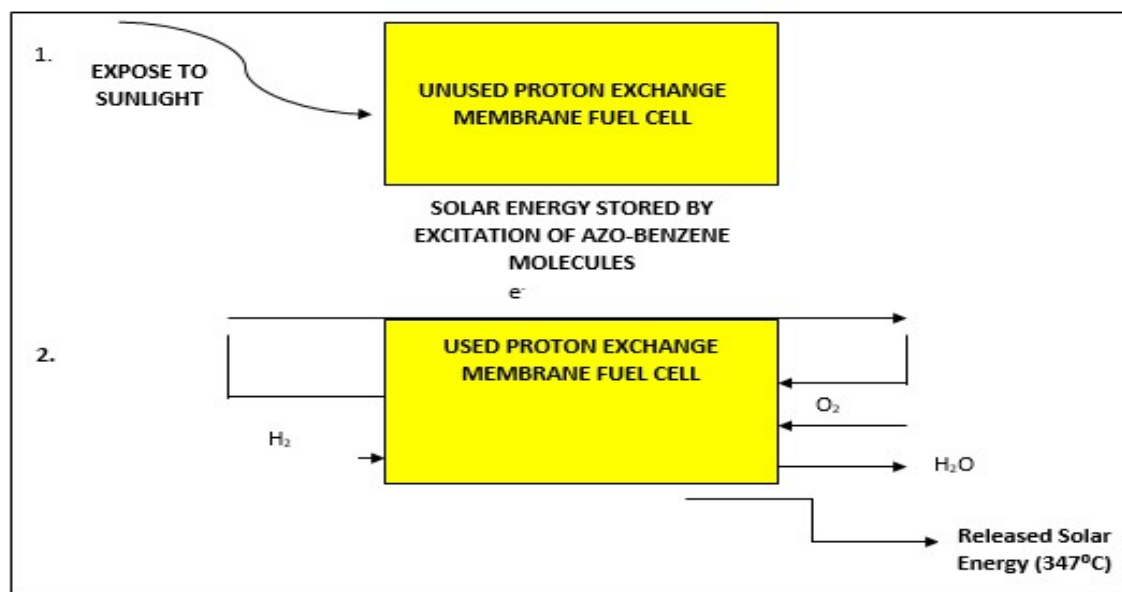 1.
EXPOSE TO
SUNLIGHT
UNUSED PROTON EXCHANGE
MEMBRANE FUEL CELL
SOLAR ENERGY STORED BY
EXCITATION OF AZO-BENZENE
MOLECULES
e⁻
2.
USED PROTON EXCHANGE
MEMBRANE FUEL CELL
O₂
H₂
H₂O
Released Solar
Energy (347⁰C)